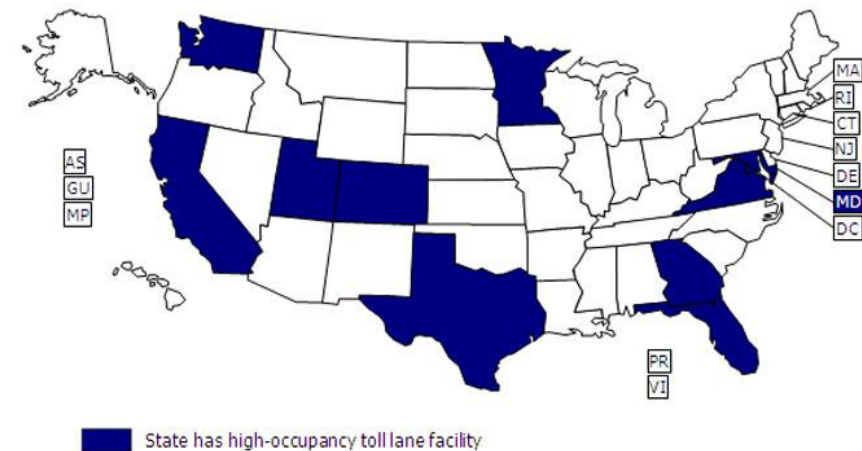 MA
RI
CT
NJ
DE
MD
DC
AS
GU
MP
PR
VI
State has high-occupancy toll lane facility